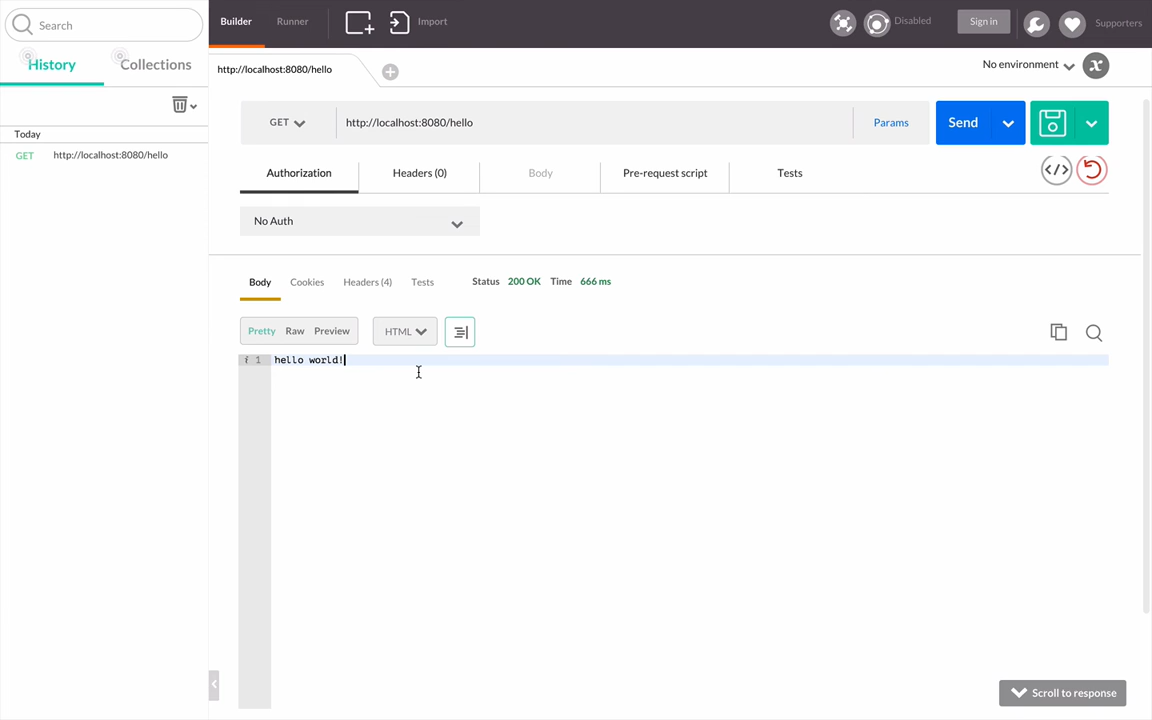 Search
Builder
Runner
Import
Disabled
Sign in
Supporters
History
Collections
http://localhost:8080/hello
No environment
Today
GET http://localhost:8080/hello
GET
http://localhost:8080/hello
Params
Send
Authorization
Headers (0)
Body
Pre-request script
Tests
No Auth
Body
Cookies
Headers (4)
Tests
Status 200 OK Time 666 ms
Pretty
Raw
Preview
HTML
i 1 hello world!
Scroll to response